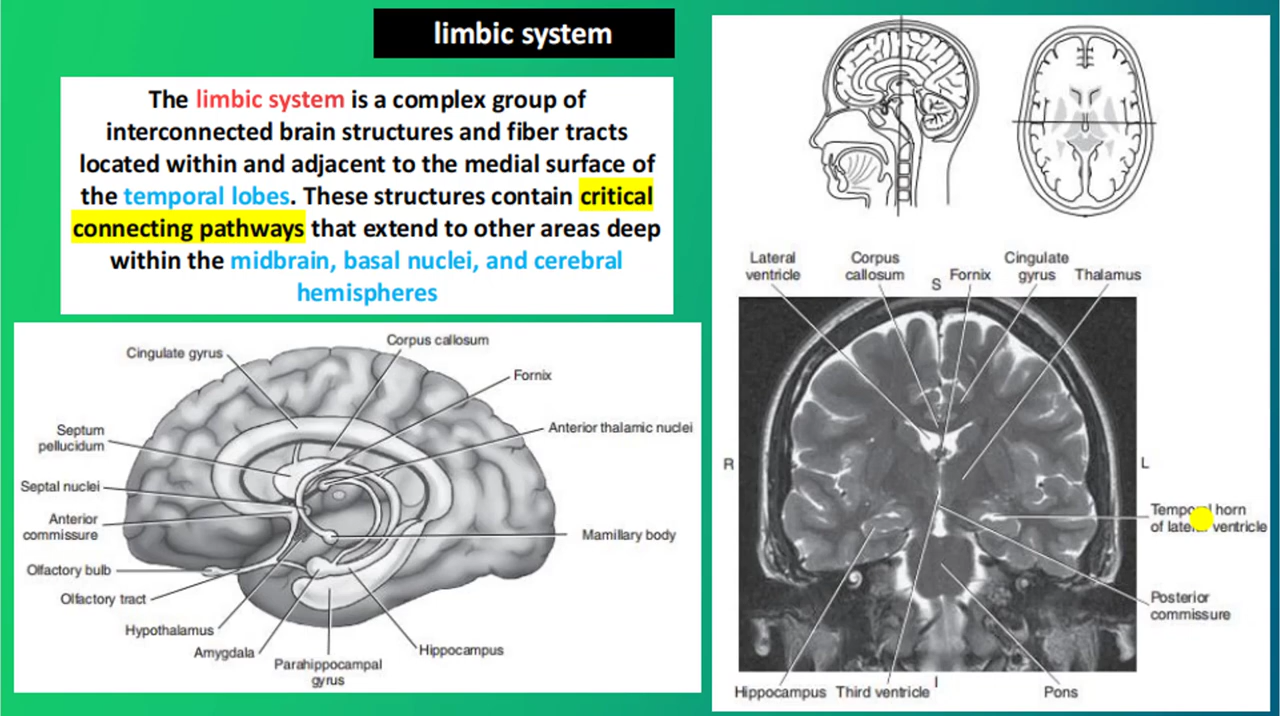 limbic system
The limbic system is a complex group of
interconnected brain structures and fiber tracts
located within and adjacent to the medial surface of
the temporal lobes. These structures contain critical
connecting pathways that extend to other areas deep
within the midbrain, basal nuclei, and cerebral
hemispheres
Cingulate gyrus
Corpus callosum
Fornix
Septum
pellucidum
Anterior thalamic nuclei
Septal nuclei
Anterior
commissure
Mamillary body
Olfactory bulb
Olfactory tract
Hypothalamus
Amygdala
Parahippocampal
gyrus
Hippocampus
Lateral
ventricle
Corpus
callosum
S
Fornix
Cingulate
gyrus
Thalamus
R
L
Temporal horn
of lateral ventricle
Posterior
commissure
Hippocampus
Third ventricle
I
Pons